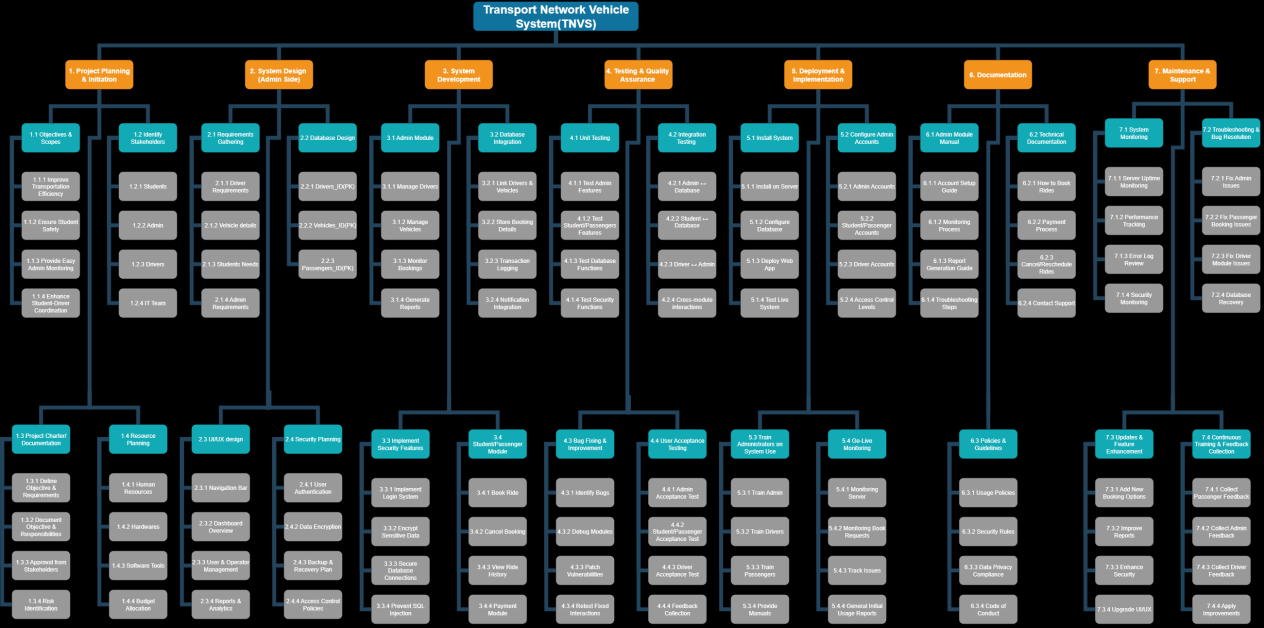 Transport Network Vehicle
System(TNVS)
1. Project Planning
& Initiation
2. System Design
(Admin Side)
3. System
Development
4. Testing & Quality
Assurance
5. Deployment &
Implementation
6. Documentation
7. Maintenance &
Support
1.1 Objectives &
Scopes
1.1.1 Improve
Transportation
Efficiency
1.1.2 Ensure Student
Safety
1.1.3 Provide Easy
Admin Monitoring
1.1.4 Enhance
Student-Driver
Coordination
1.2 Identify
Stakeholders
1.2.1 Students
1.2.2 Admin
1.2.3 Drivers
1.2.4 IT Team
2.1 Requirements
Gathering
2.1.1 Driver
Requirements
2.1.2 Vehicle details
2.1.3 Students Needs
2.1.4 Admin
Requirements
2.2 Database Design
2.2.1 Drivers_ID(PK)
2.2.2 Vehicles_ID(PK)
2.2.3
Passengers_ID(PK)
3.1 Admin Module
3.1.1 Manage Drivers
3.1.2 Manage
Vehicles
3.1.3 Monitor
Bookings
3.1.4 Generate
Reports
3.2 Database
Integration
3.2.1 Link Drivers &
Vehicles
3.2.2 Store Booking
Details
3.2.3 Transaction
Logging
3.2.4 Notification
Integration
4.1 Unit Testing
4.1.1 Test Admin
Features
4.1.2 Test
Student/Passengers
Features
4.1.3 Test Database
Functions
4.1.4 Test Security
Functions
4.2 Integration
Testing
4.2.1 Admin ↔
Database
4.2.2 Student ↔
Database
4.2.3 Driver ↔ Admin
4.2.4 Cross-module
interactions
5.1 Install System
5.1.1 Install on Server
5.1.2 Configure
Database
5.1.3 Deploy Web
App
5.1.4 Test Live
System
5.2 Configure Admin
Accounts
5.2.1 Admin Accounts
5.2.2
Student/Passenger
Accounts
5.2.3 Driver Accounts
5.2.4 Access Control
Levels
6.1 Admin Module
Manual
6.1.1 Account Setup
Guide
6.1.2 Monitoring
Process
6.1.3 Report
Generation Guide
6.1.4 Troubleshooting
Steps
6.2 Technical
Documentation
6.2.1 How to Book
Rides
6.2.2 Payment
Process
6.2.3
Cancel/Reschedule
Rides
6.2.4 Contact Support
7.1 System
Monitoring
7.1.1 Server Uptime
Monitoring
7.1.2 Performance
Tracking
7.1.3 Error Log
Review
7.1.4 Security
Monitoring
7.2 Troubleshooting &
Bug Resolution
7.2.1 Fix Admin
Issues
7.2.2 Fix Passenger
Booking Issues
7.2.3 Fix Driver
Module Issues
7.2.4 Database
Recovery
1.3 Project Charter/
Documentation
1.3.1 Define
Objective &
Requirements
1.3.2 Document
Objective &
Responsibilities
1.3.3 Approval from
Stakeholders
1.3.4 Risk
Identification
1.4 Resource
Planning
1.4.1 Human
Resources
1.4.2 Hardwares
1.4.3 Software Tools
1.4.4 Budget
Allocation
2.3 UI/UX design
2.3.1 Navigation Bar
2.3.2 Dashboard
Overview
2.3.3 User & Operator
Management
2.3.4 Reports &
Analytics
2.4 Security Planning
2.4.1 User
Authentication
2.4.2 Data Encryption
2.4.3 Backup &
Recovery Plan
2.4.4 Access Control
Policies
3.3 Implement
Security Features
3.3.1 Implement
Login System
3.3.2 Encrypt
Sensitive Data
3.3.3 Secure
Database
Connections
3.3.4 Prevent SQL
Injection
3.4
Student/Passenger
Module
3.4.1 Book Ride
3.4.2 Cancel Booking
3.4.3 View Ride
History
3.4.4 Payment
Module
4.3 Bug Fixing &
Improvement
4.3.1 Identify Bugs
4.3.2 Debug Modules
4.3.3 Patch
Vulnerabilities
4.3.4 Retest Fixed
Interactions
4.4 User Acceptance
Testing
4.4.1 Admin
Acceptance Test
4.4.2
Student/Passenger
Acceptance Test
4.4.3 Driver
Acceptance Test
4.4.4 Feedback
Collection
5.3 Train
Administrators on
System Use
5.3.1 Train Admin
5.3.2 Train Drivers
5.3.3 Train
Passengers
5.3.4 Provide
Manuals
5.4 Go-Live
Monitoring
5.4.1 Monitoring
Server
5.4.2 Monitoring Book
Requests
5.4.3 Track Issues
5.4.4 General Initial
Usage Reports
6.3 Policies &
Guidelines
6.3.1 Usage Policies
6.3.2 Security Rules
6.3.3 Data Privacy
Compliance
6.3.4 Code of
Conduct
7.3 Updates &
Feature
Enhancement
7.3.1 Add New
Booking Options
7.3.2 Improve
Reports
7.3.3 Enhance
Security
7.3.4 Upgrade UI/UX
7.4 Continuous
Training & Feedback
Collection
7.4.1 Collect
Passenger Feedback
7.4.2 Collect Admin
Feedback
7.4.3 Collect Driver
Feedback
7.4.4 Apply
Improvements